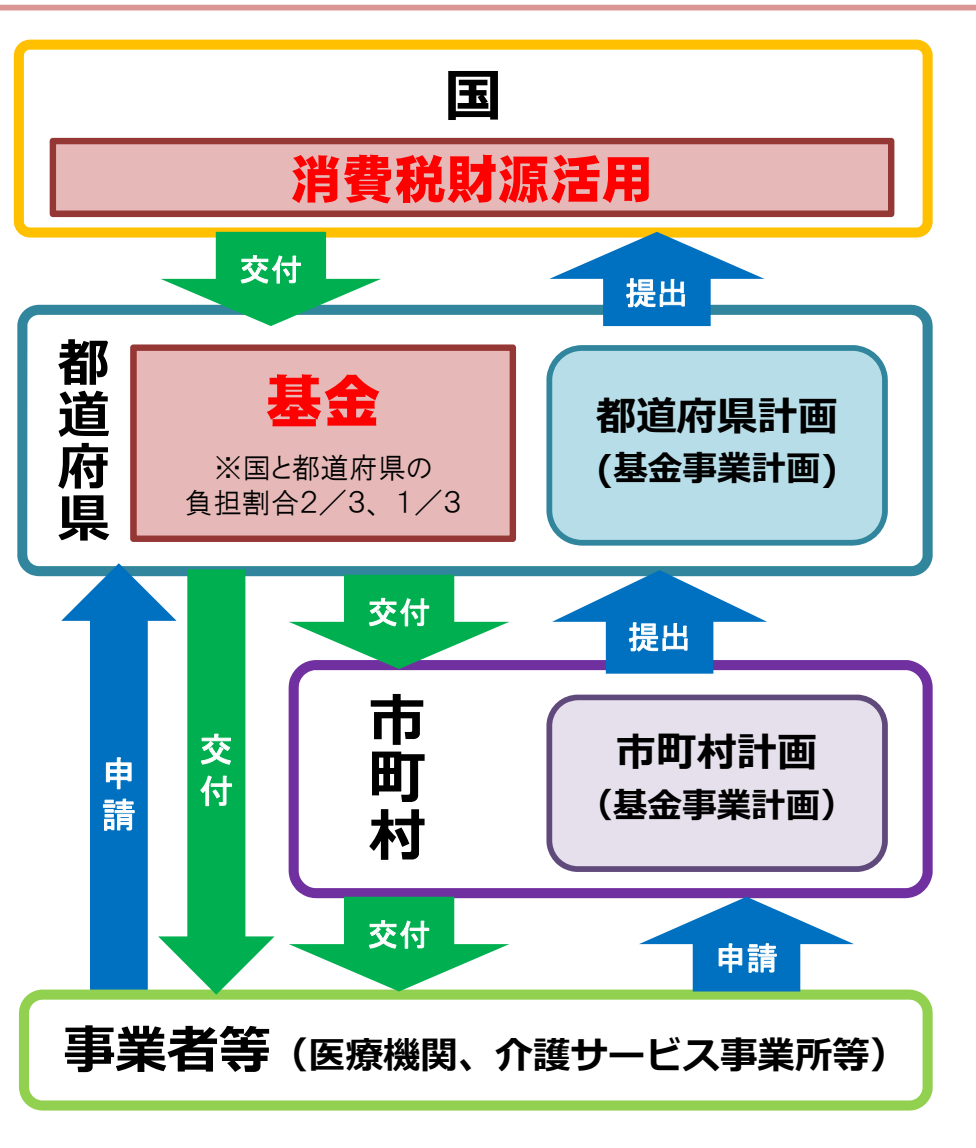 国
消費税財源活用
交付
提出
都道府県
基金
※国と都道府県の
負担割合2／3、1／3
都道府県計画
(基金事業計画)
交付
提出
申請
交付
市町村
市町村計画
（基金事業計画）
交付
申請
事業者等（医療機関、介護サービス事業所等）